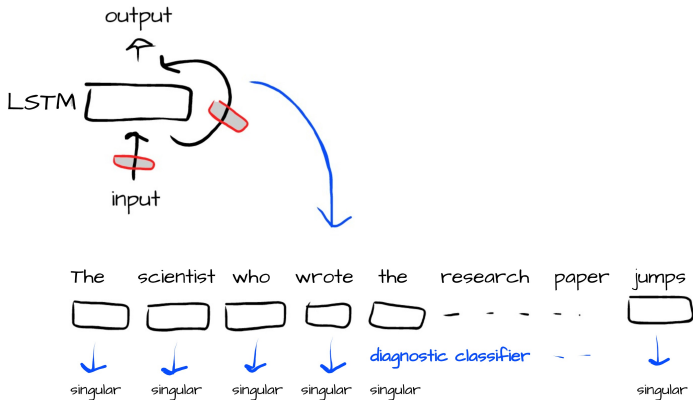 output
LSTM
input
The scientist who wrote the research paper jumps
diagnostic classifier
singular singular singular singular singular singular